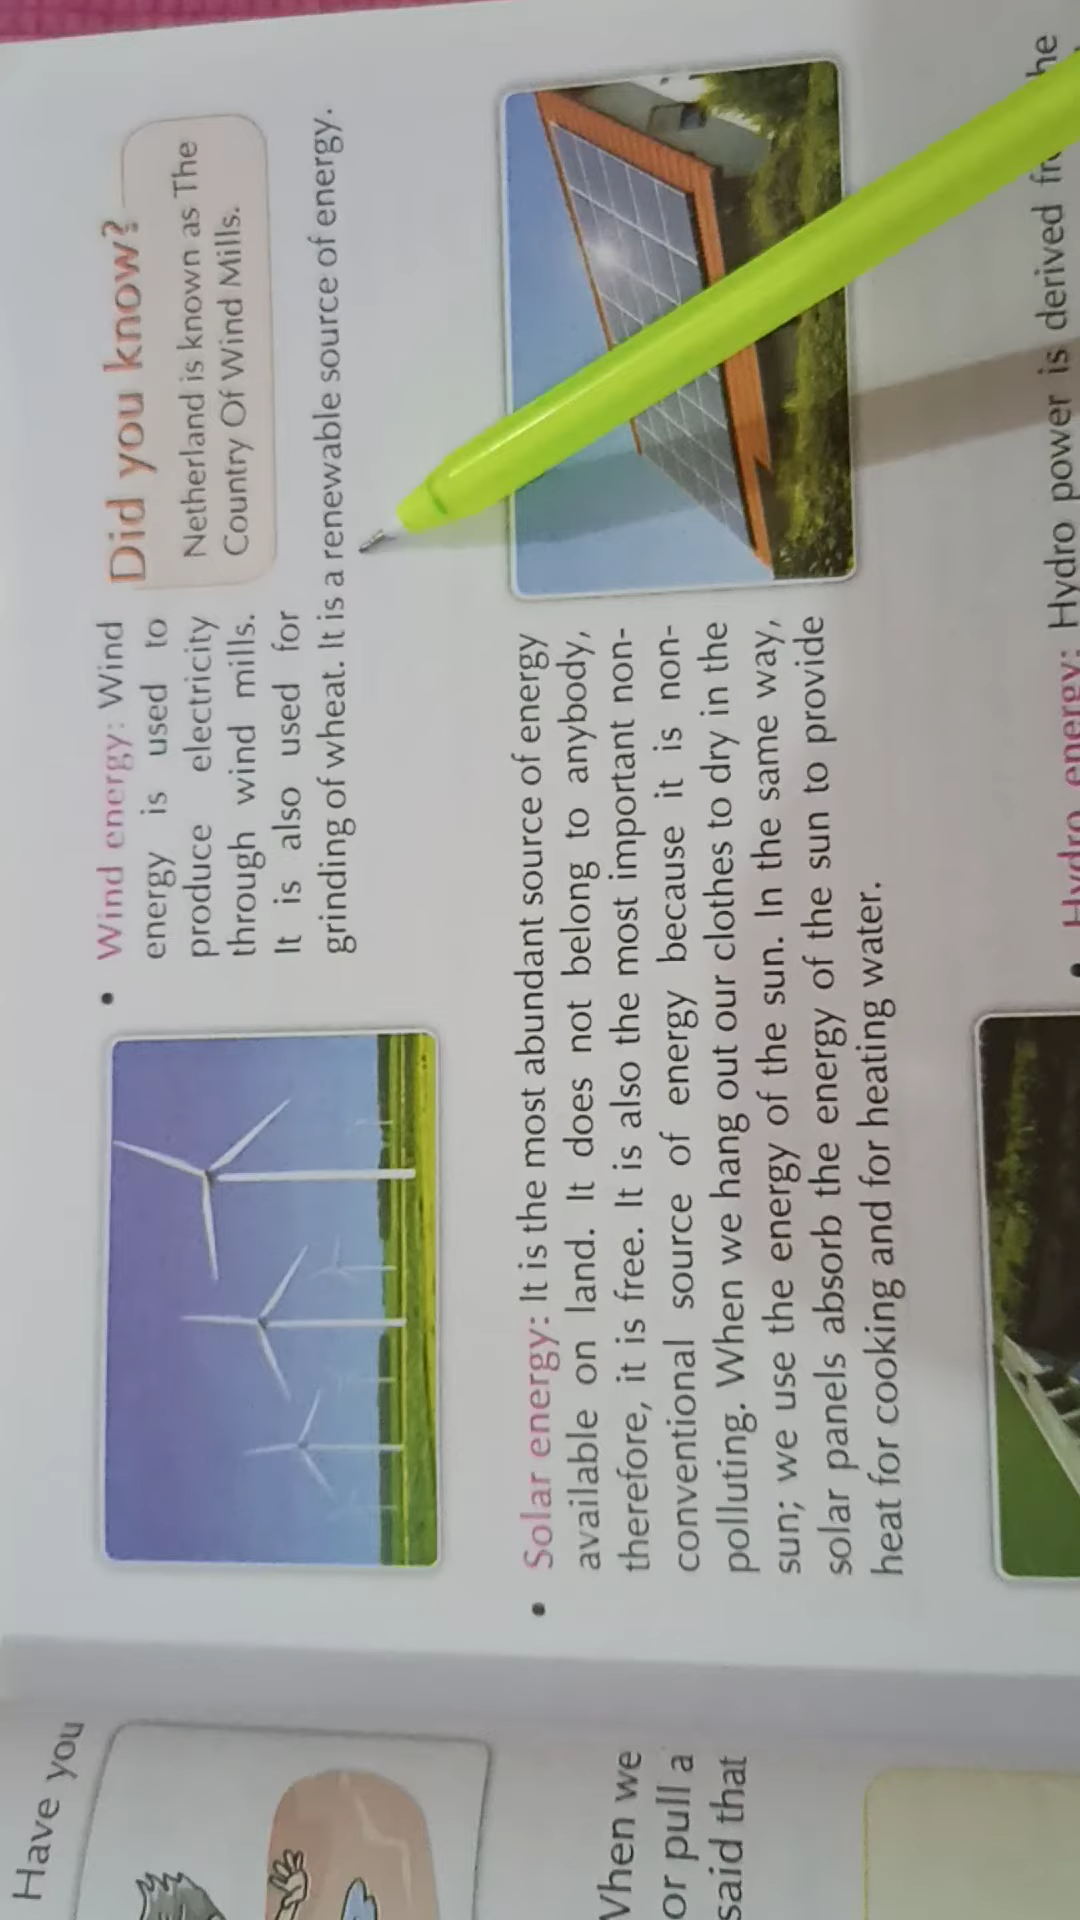 • Wind energy: Wind
energy is used to
produce electricity
through wind mills.
It is also used for
grinding of wheat. It is a renewable source of energy.
Did you know?
Netherland is known as The
Country Of Wind Mills.
• Solar energy: It is the most abundant source of energy
available on land. It does not belong to anybody,
therefore, it is free. It is also the most important non-
conventional source of energy because it is non-
polluting. When we hang out our clothes to dry in the
sun; we use the energy of the sun. In the same way,
solar panels absorb the energy of the sun to provide
heat for cooking and for heating water.
• Hydro energy: Hydro power is derived
Have you
When we
or pull a
said that